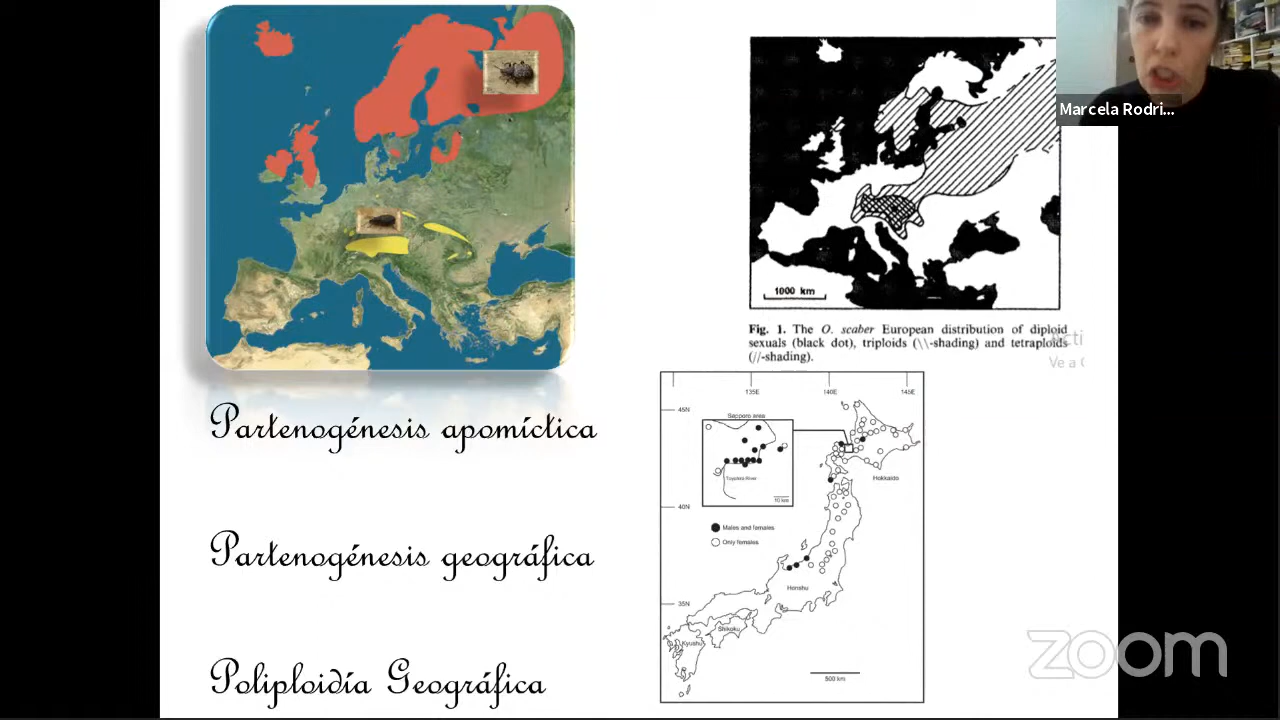 Marcela Rodri...
Partenogénesis apomíctica
Partenogénesis geográfica
Poliploidía Geográfica
1000 km
Fig. 1. The O. scaber European distribution of diploid
sexuals (black dot), triploids (\\-shading) and tetraploids
(//-shading).
Ve a C
135E 140E 145E
45N
40N
35N
Sapporo area
10 km
Hokkaido
Males and females
Only females
Honshu
Shikoku
Kyushu
500 km
zoom